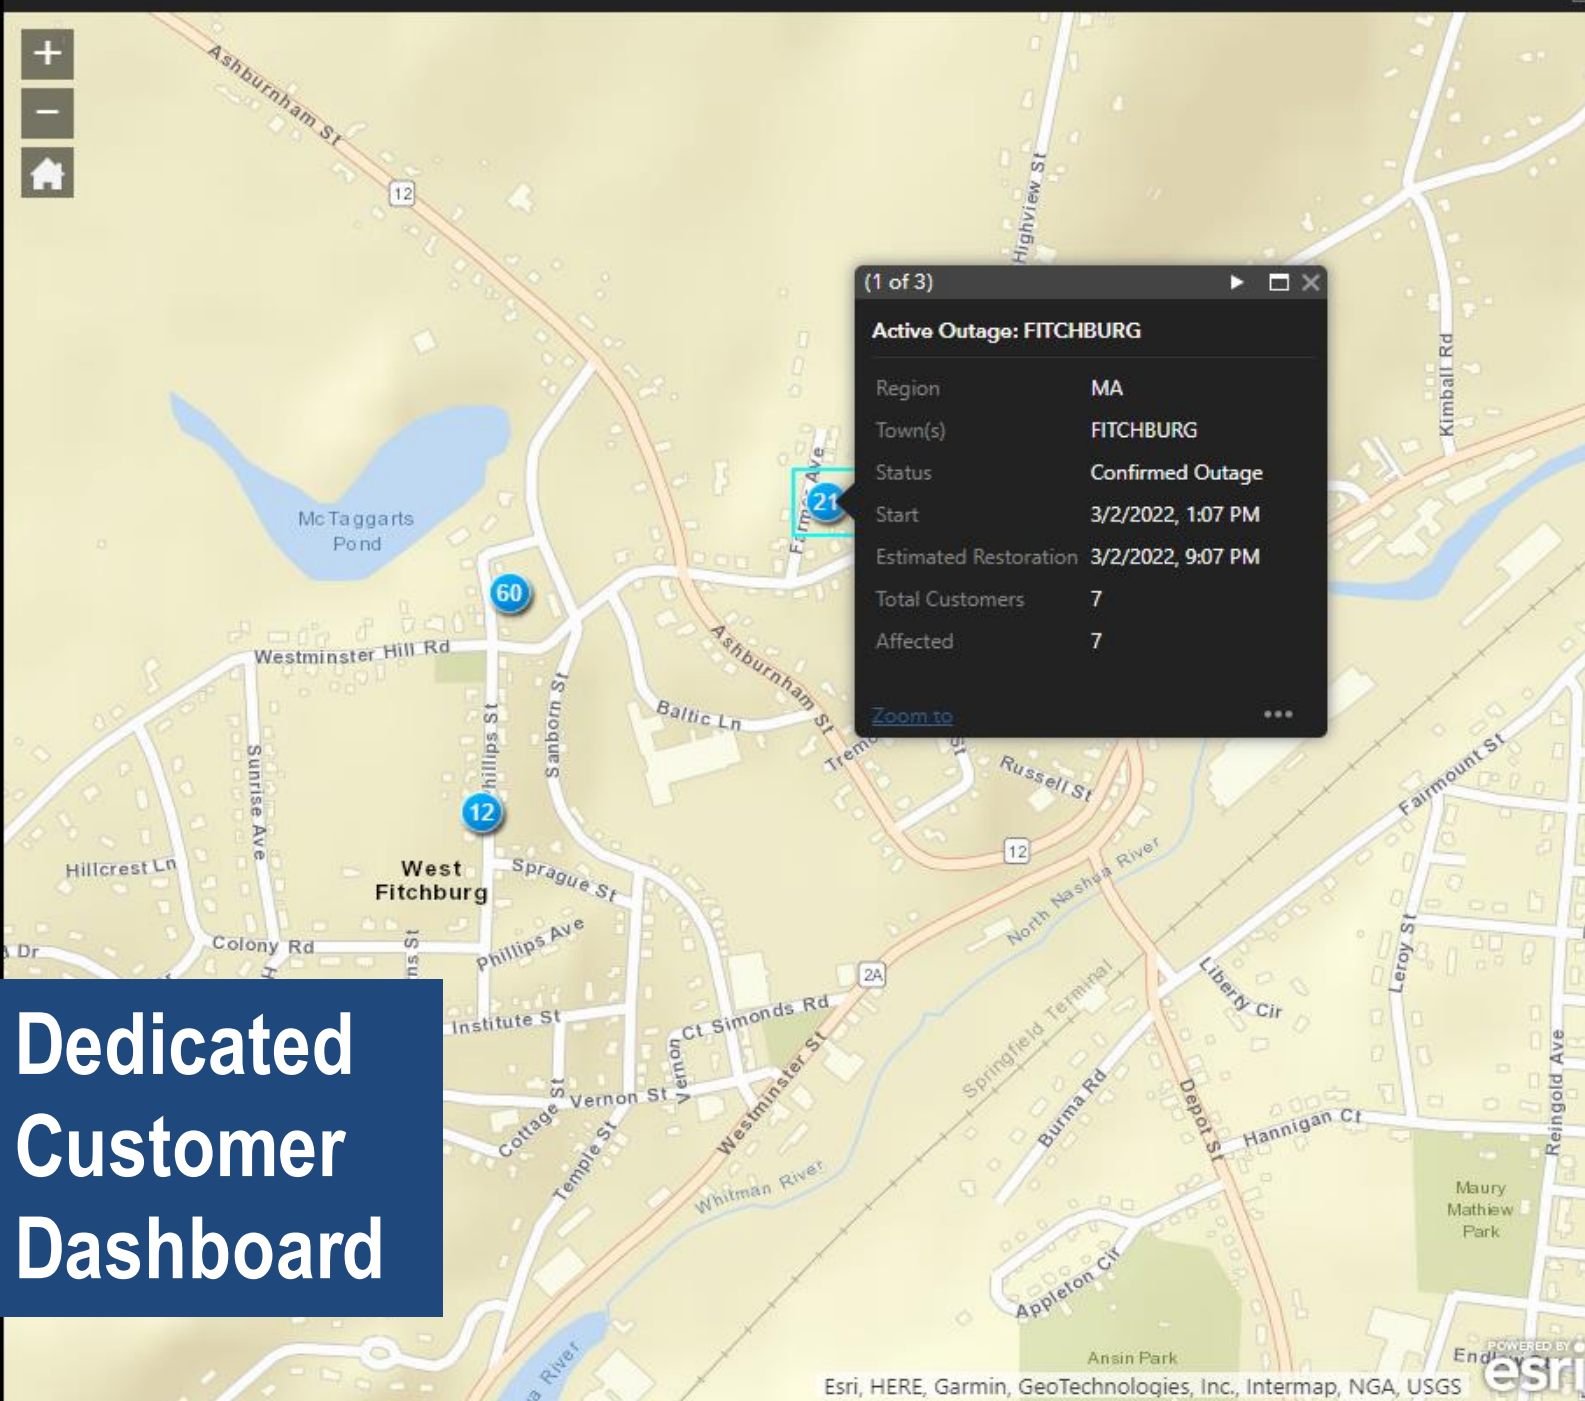 +
−
Ashburnham St
12
Highview St
Kimball Rd
(1 of 3)
Active Outage: FITCHBURG
Region MA
Town(s) FITCHBURG
Status Confirmed Outage
Start 3/2/2022, 1:07 PM
Estimated Restoration 3/2/2022, 9:07 PM
Total Customers 7
Affected 7
Zoom to
21
Ave
McTaggarts
Pond
60
Westminster Hill Rd
Ashburnham St
Baltic Ln
Sanborn St
Sunrise Ave
St
Russell St
Fairmount St
12
Hillcrest Ln
West
Fitchburg
Sprague St
12
North Nashua River
Colony Rd
Phillips Ave
2A
Dr
Leroy St
Liberty Cir
Springfield Terminal
Institute St
Ct Simonds Rd
Vernon
Vernon St
Cottage St
Temple St
Westminster St
Whitman River
Burma Rd
Depot St
Hannigan Ct
Reingold Ave
Maury
Mathiew
Park
Appleton Cir
Ansin Park
River
Dedicated
Customer
Dashboard
POWERED BY
esri
Esri, HERE, Garmin, GeoTechnologies, Inc., Intermap, NGA, USGS